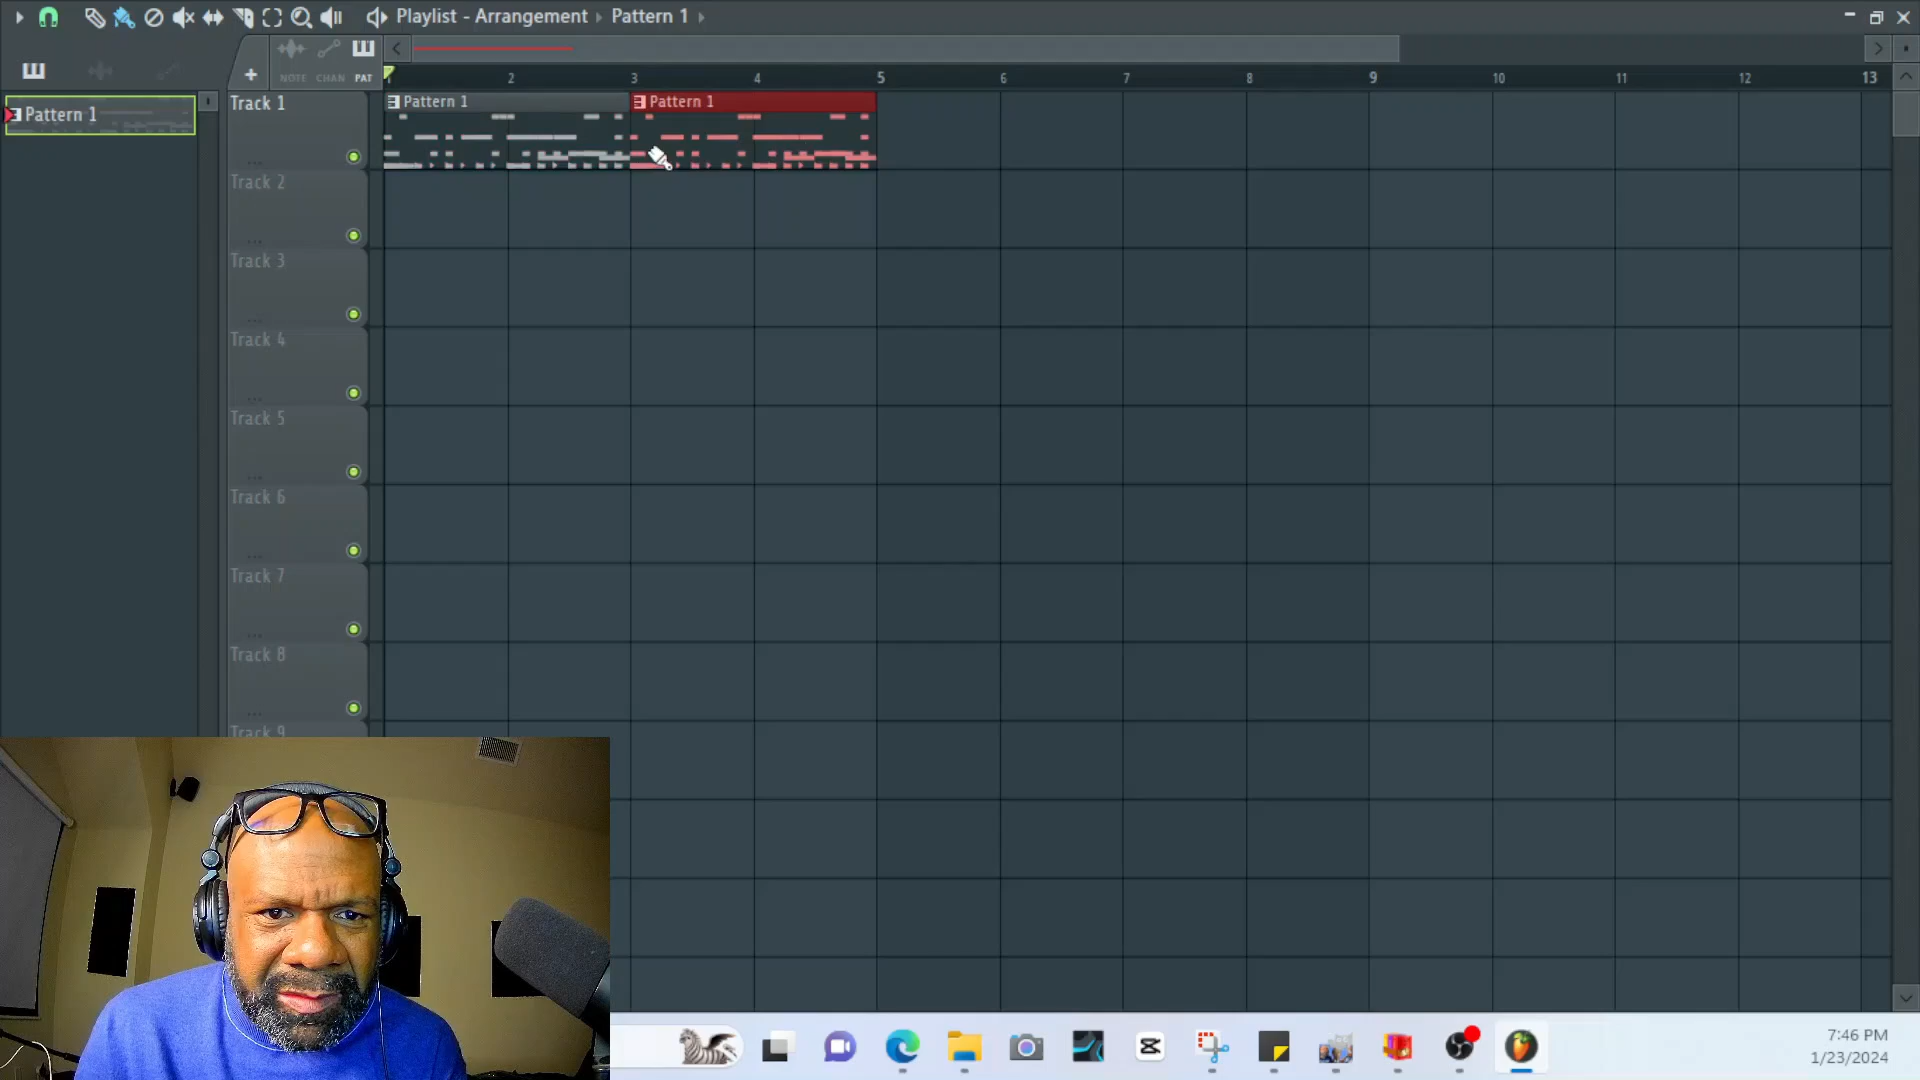 Playlist - Arrangement › Pattern 1 ›
NOTE CHAN PAT
2 3 4 5 6 7 8 9 10 11 12 13
Pattern 1
Track 1
Pattern 1
Pattern 1
Track 2
Track 3
Track 4
Track 5
Track 6
Track 7
Track 8
Track 9
7:46 PM
1/23/2024